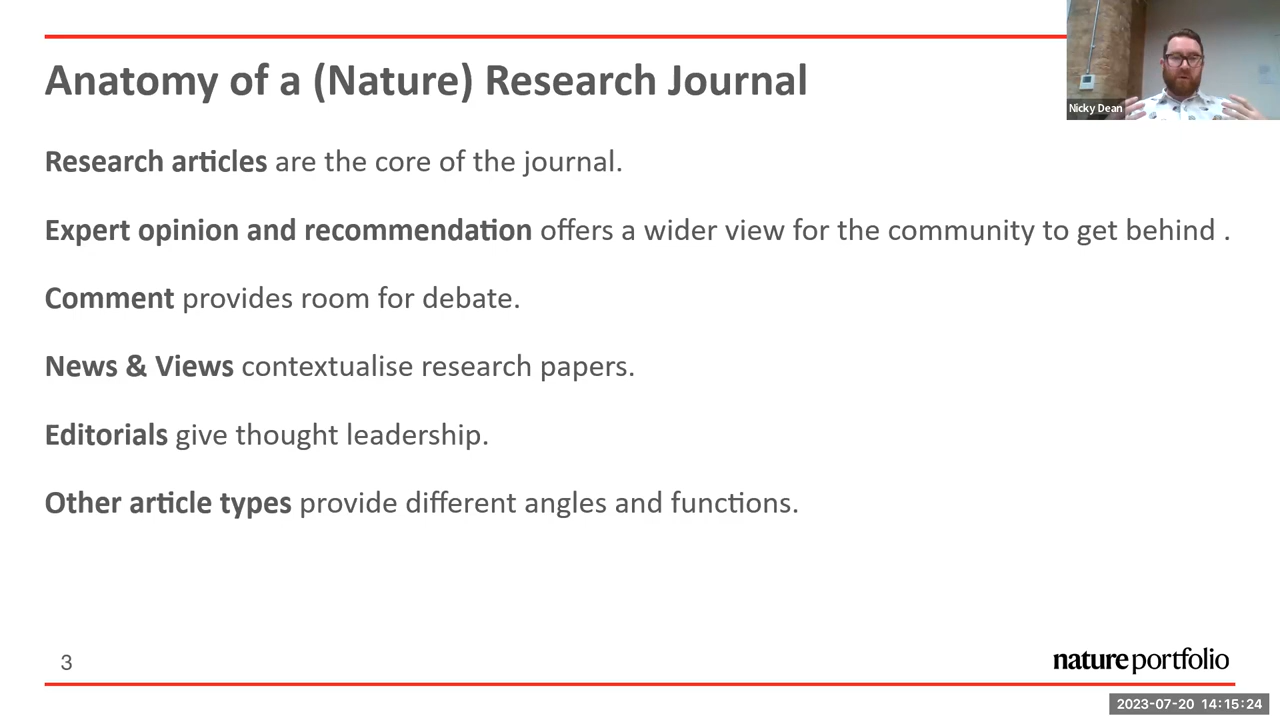 Anatomy of a (Nature) Research Journal
Nicky Dean
Research articles are the core of the journal.
Expert opinion and recommendation offers a wider view for the community to get behind .
Comment provides room for debate.
News & Views contextualise research papers.
Editorials give thought leadership.
Other article types provide different angles and functions.
3
nature portfolio
2023-07-20 14:15:24